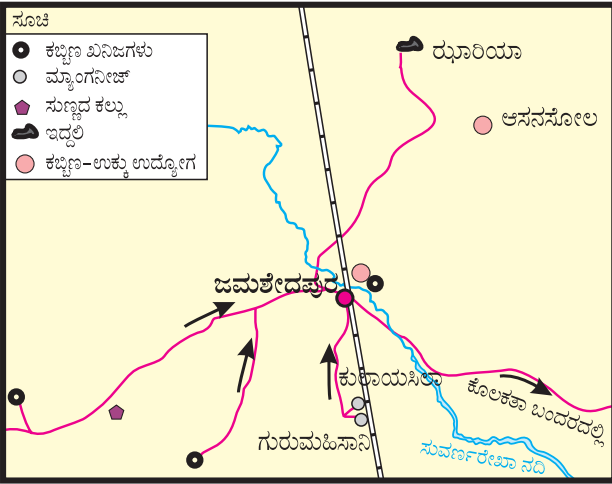 ಸೂಚಿ
ಕಬ್ಬಿಣ ಖನಿಜಗಳು
ಮ್ಯಾಂಗನೀಜ್
ಸುಣ್ಣದ ಕಲ್ಲು
ಇದ್ದಲಿ
ಕಬ್ಬಿಣ-ಉಕ್ಕು ಉದ್ಯೋಗ
ಝಾರಿಯಾ
ಆಸನಸೋಲ
ಜಮಶೇದಪುರ
ಕುಲಾಯಸಿಲಾ
ಗುರುಮಹಿಸಾನಿ
ಕೊಲಕತಾ ಬಂದರದಲ್ಲಿ
ಸುವರ್ಣರೇಖಾ ನದಿ